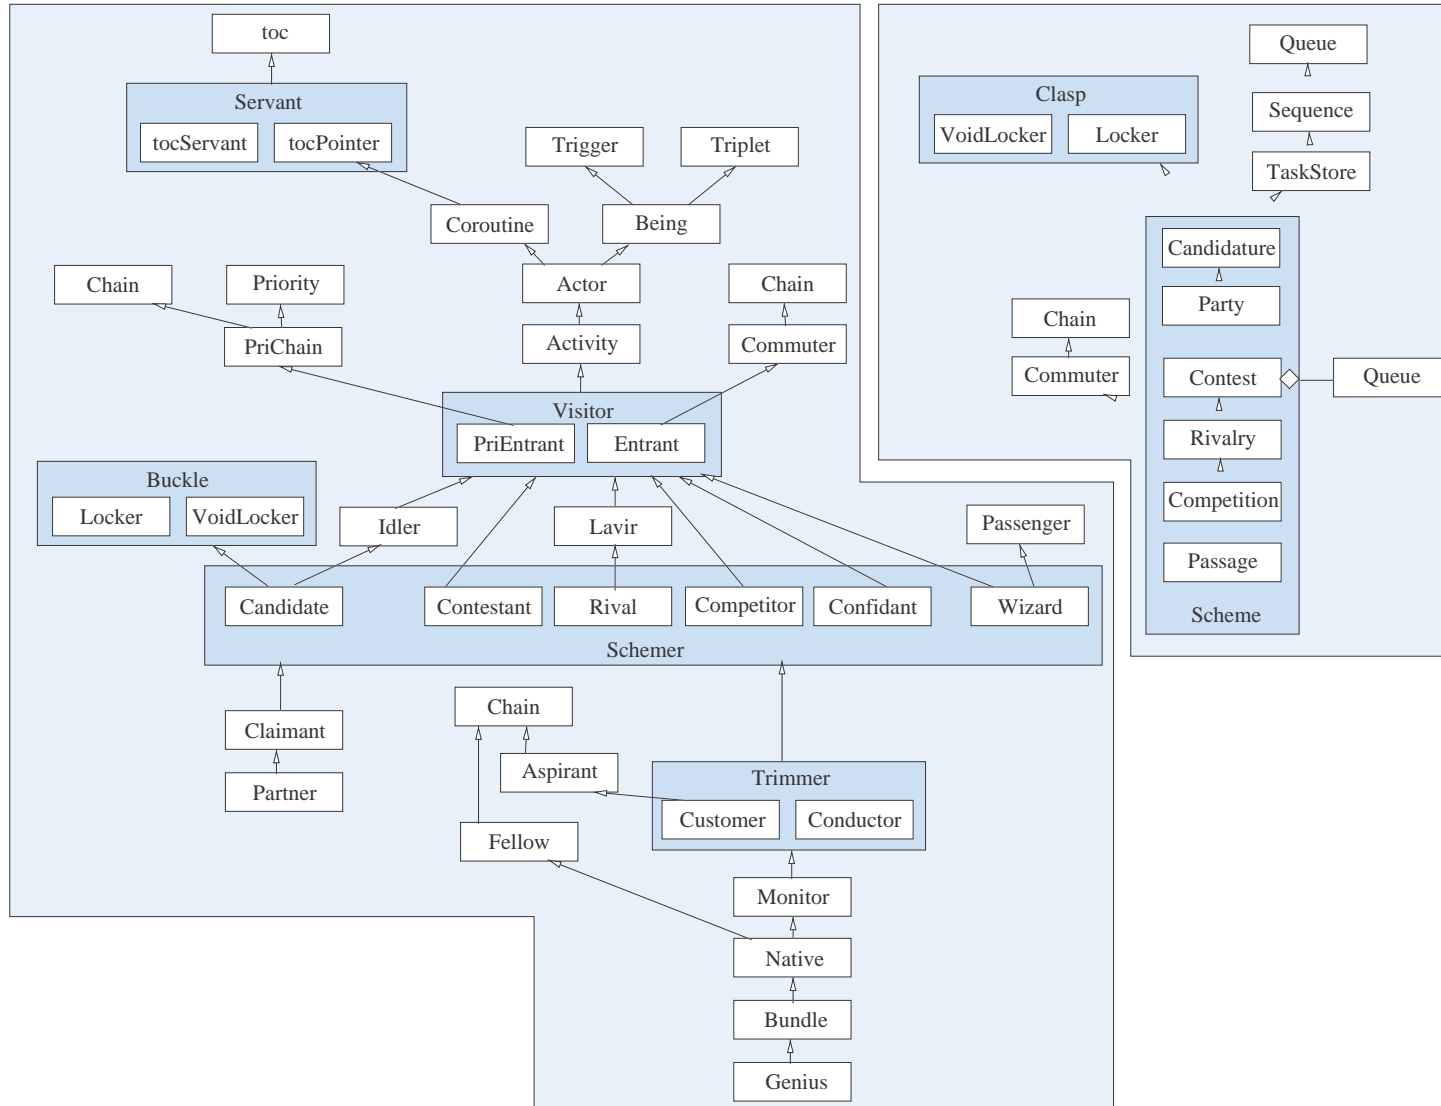 toc
Servant
tocServant
tocPointer
Trigger
Triplet
Coroutine
Being
Chain
Priority
Actor
Chain
PriChain
Activity
Commuter
Visitor
PriEntrant
Entrant
Buckle
Locker
VoidLocker
Idler
Lavir
Passenger
Candidate
Contestant
Rival
Competitor
Confidant
Wizard
Schemer
Claimant
Partner
Chain
Aspirant
Fellow
Trimmer
Customer
Conductor
Monitor
Native
Bundle
Genius
Queue
Clasp
VoidLocker
Locker
Sequence
TaskStore
Candidature
Party
Chain
Commuter
Contest
Queue
Rivalry
Competition
Passage
Scheme